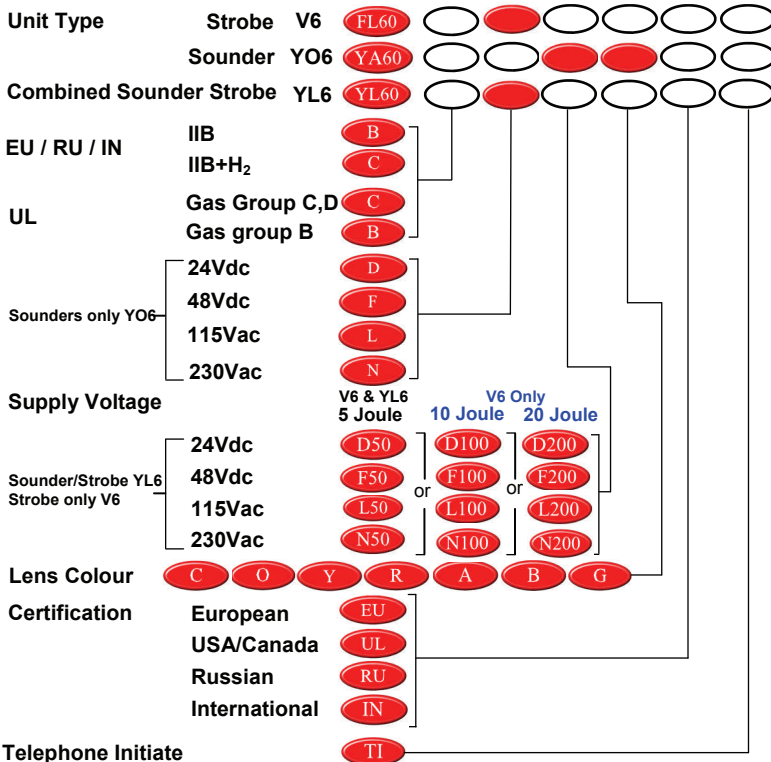 Unit Type Strobe V6 FL60
Sounder YO6 YA60
Combined Sounder Strobe YL6 YL60
EU / RU / IN
IIB B
IIB+H₂ C
UL
Gas Group C,D C
Gas group B B
Sounders only YO6
24Vdc D
48Vdc F
115Vac L
230Vac N
Supply Voltage
V6 & YL6 V6 Only
5 Joule 10 Joule 20 Joule
Sounder/Strobe YL6
Strobe only V6
24Vdc D50 D100 D200
48Vdc F50 F100 F200
or or
115Vac L50 L100 L200
230Vac N50 N100 N200
Lens Colour C O Y R A B G
Certification
European EU
USA/Canada UL
Russian RU
International IN
Telephone Initiate TI